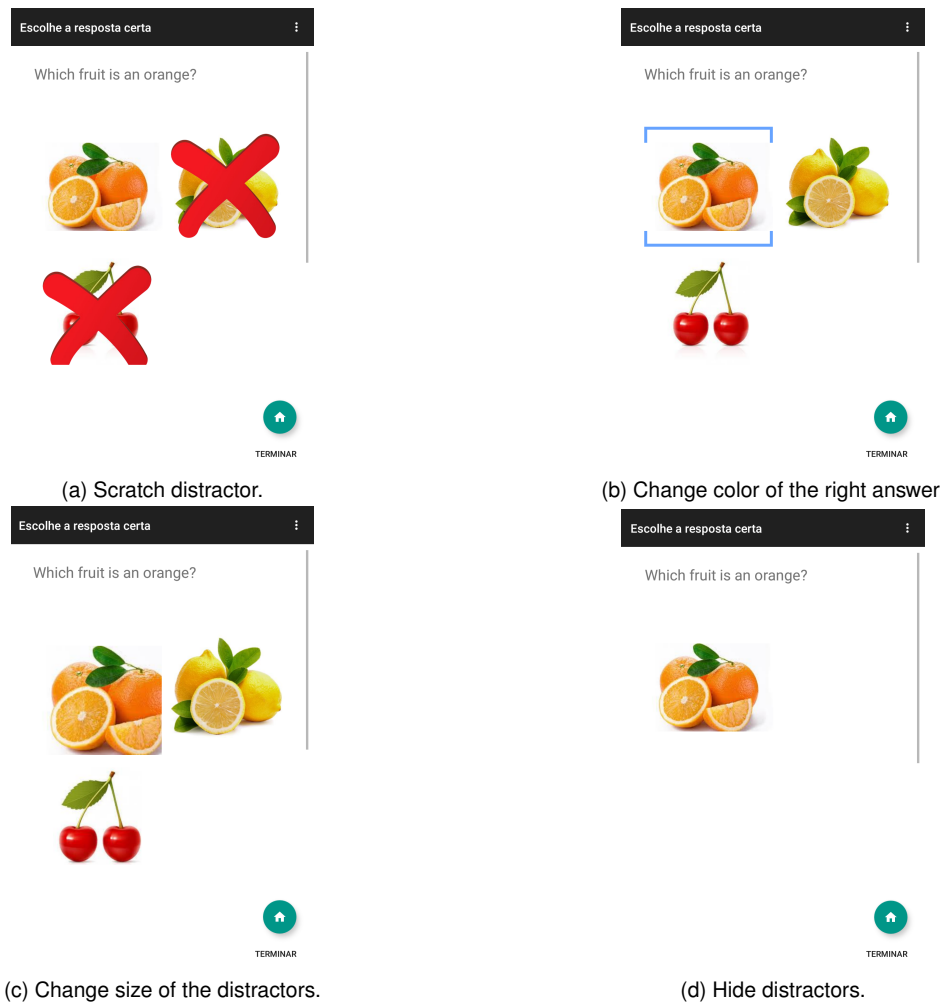 Escolhe a resposta certa
Which fruit is an orange?
TERMINAR
(a) Scratch distractor.
Escolhe a resposta certa
Which fruit is an orange?
TERMINAR
(b) Change color of the right answer
Escolhe a resposta certa
Which fruit is an orange?
TERMINAR
(c) Change size of the distractors.
Escolhe a resposta certa
Which fruit is an orange?
TERMINAR
(d) Hide distractors.